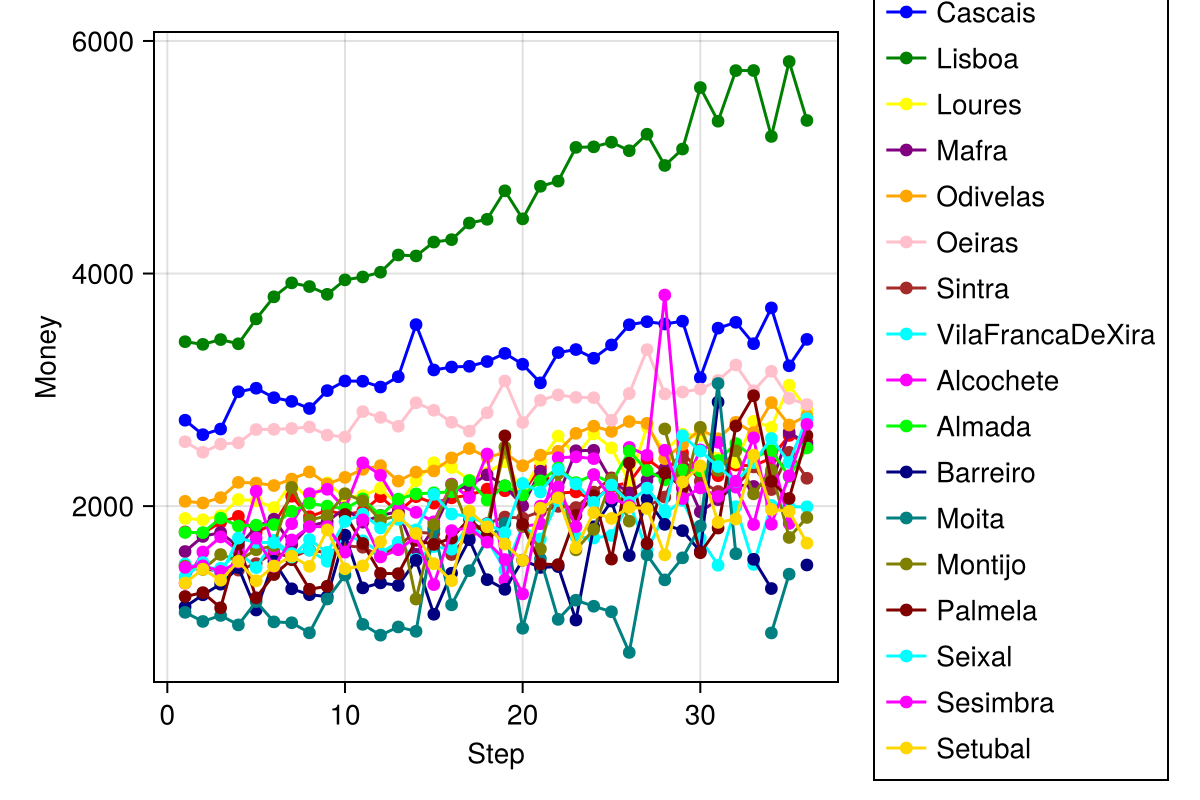 6000
4000
2000
Money
0
10
20
30
Step
Cascais
Lisboa
Loures
Mafra
Odivelas
Oeiras
Sintra
VilaFrancaDeXira
Alcochete
Almada
Barreiro
Moita
Montijo
Palmela
Seixal
Sesimbra
Setubal